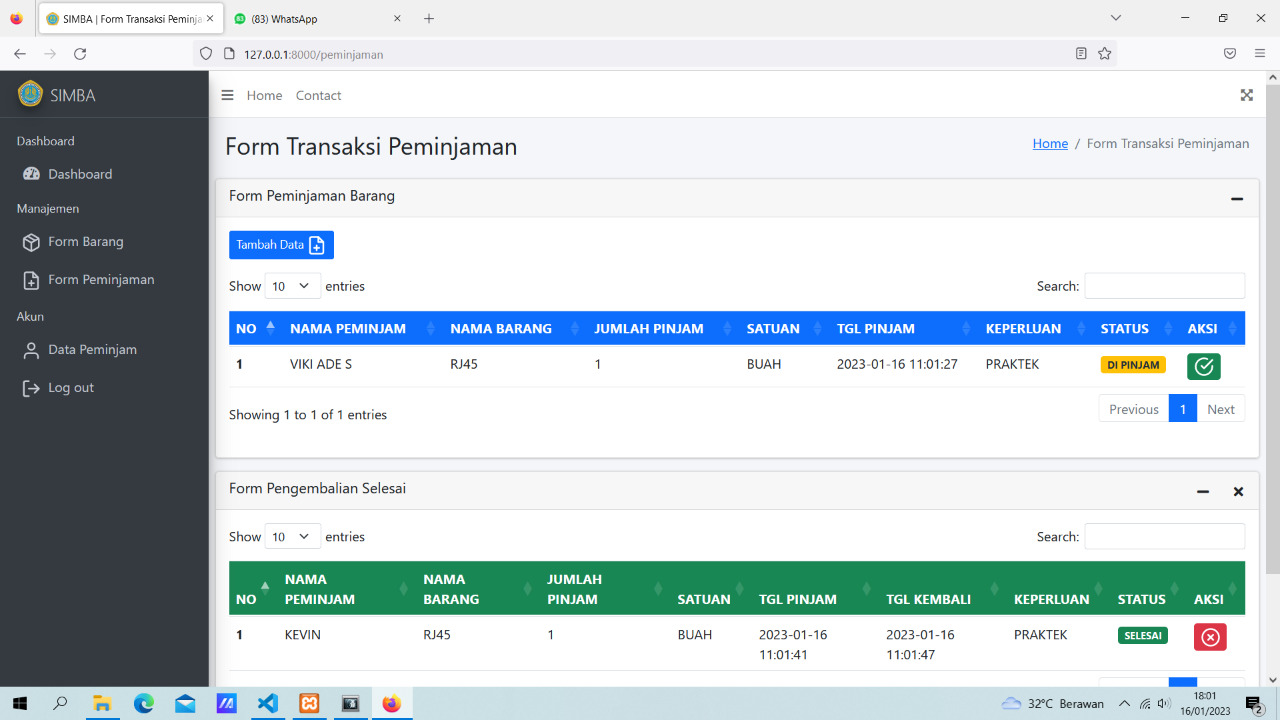 SIMBA | Form Transaksi Peminja
(83) WhatsApp
127.0.0.1:8000/peminjaman
SIMBA
Home Contact
Dashboard
Dashboard
Manajemen
Form Barang
Form Peminjaman
Akun
Data Peminjam
Log out
Form Transaksi Peminjaman
Home / Form Transaksi Peminjaman
Form Peminjaman Barang
Tambah Data
Show 10 entries
Search:
NO NAMA PEMINJAM NAMA BARANG JUMLAH PINJAM SATUAN TGL PINJAM KEPERLUAN STATUS AKSI
1 VIKI ADE S RJ45 1 BUAH 2023-01-16 11:01:27 PRAKTEK DI PINJAM
Showing 1 to 1 of 1 entries
Previous 1 Next
Form Pengembalian Selesai
Show 10 entries
Search:
NO NAMA PEMINJAM NAMA BARANG JUMLAH PINJAM SATUAN TGL PINJAM TGL KEMBALI KEPERLUAN STATUS AKSI
1 KEVIN RJ45 1 BUAH 2023-01-16 11:01:41 2023-01-16 11:01:47 PRAKTEK SELESAI
32°C Berawan
18:01
16/01/2023
2